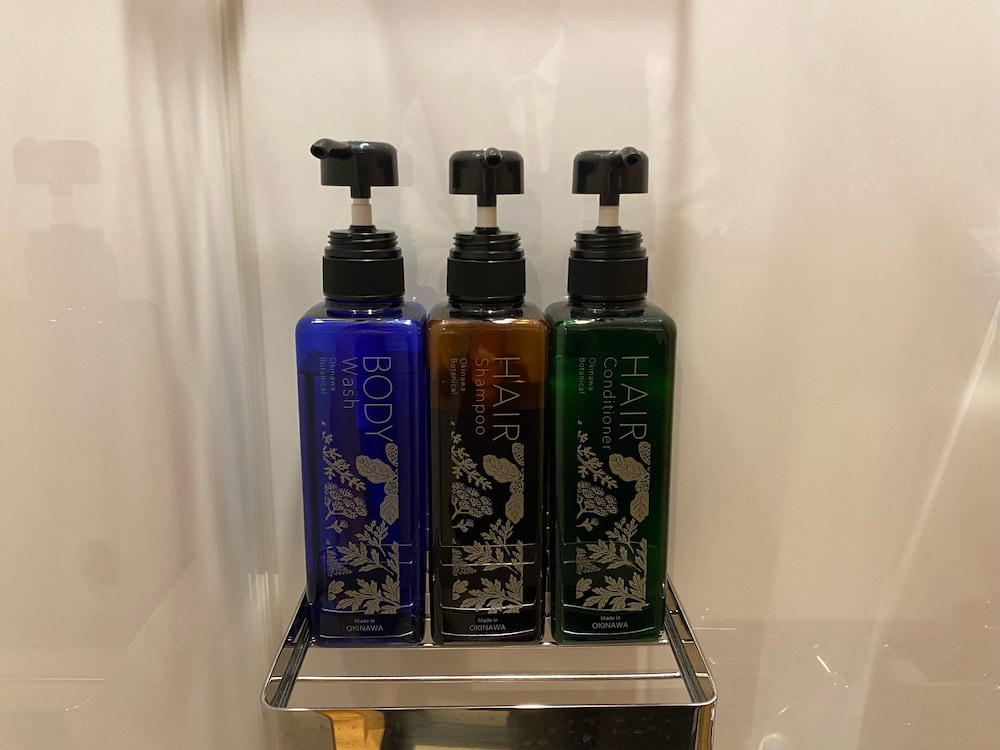 BODY
Wash
Okinawa
Botanical
Made in
OKINAWA
HAIR
Shampoo
Okinawa
Botanical
Made in
OKINAWA
HAIR
Conditioner
Okinawa
Botanical
Made in
OKINAWA